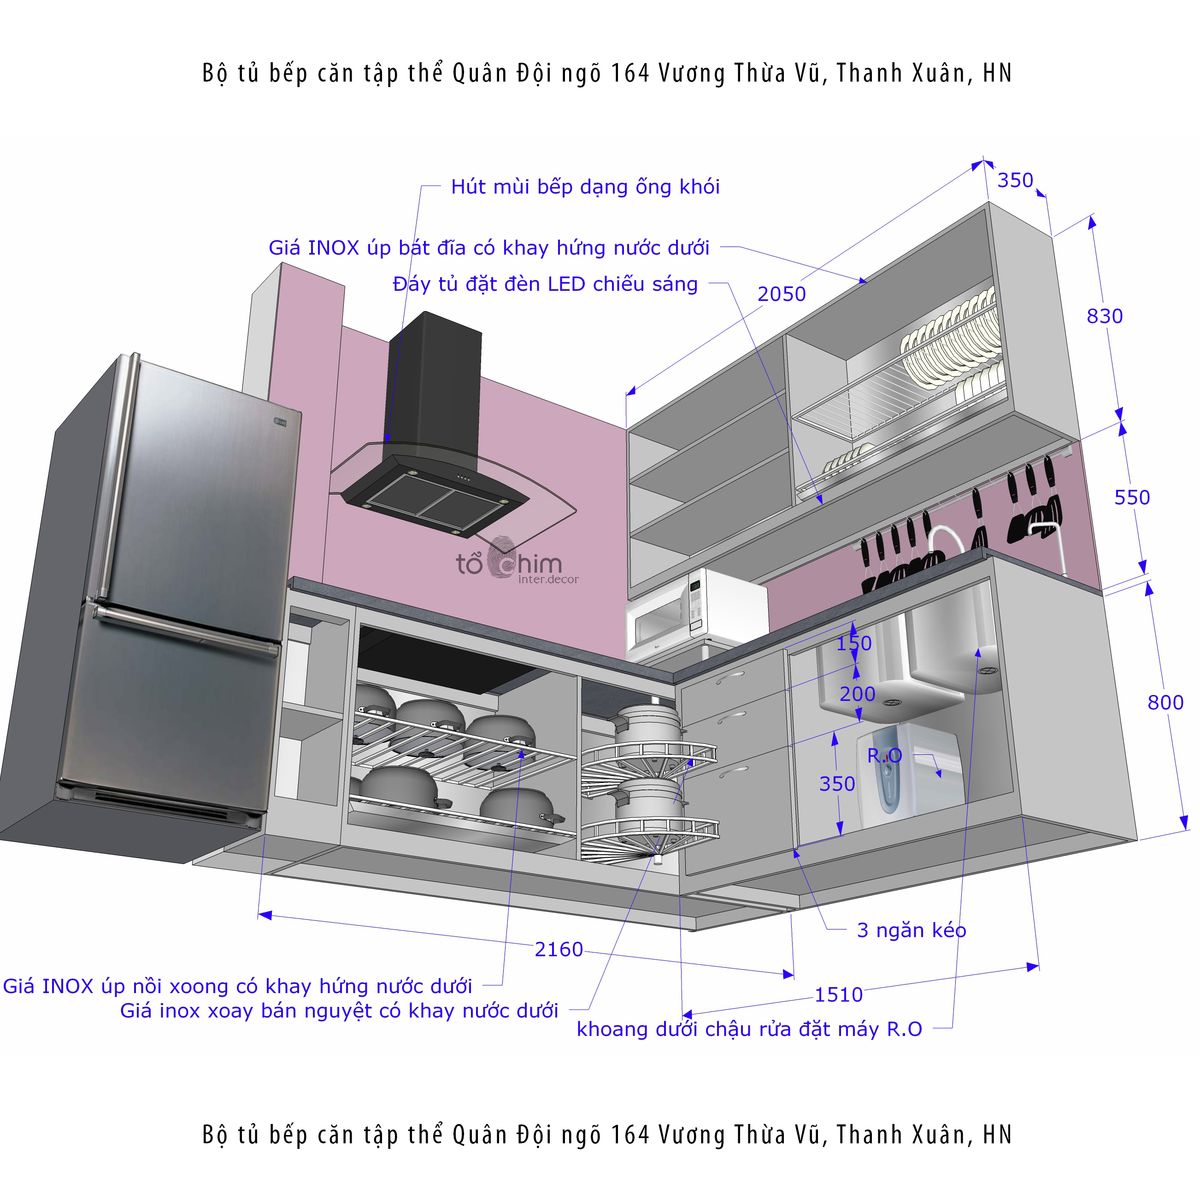 Bộ tủ bếp căn tập thể Quân Đội ngõ 164 Vương Thừa Vũ, Thanh Xuân, HN
350
Hút mùi bếp dạng ống khói
Giá INOX úp bát đĩa có khay hứng nước dưới
Đáy tủ đặt đèn LED chiếu sáng
2050
830
550
tổ chim
Inter.decor
150
200
800
R.O
350
3 ngăn kéo
2160
Giá INOX úp nồi xoong có khay hứng nước dưới
1510
Giá inox xoay bán nguyệt có khay nước dưới
khoang dưới chậu rửa đặt máy R.O
Bộ tủ bếp căn tập thể Quân Đội ngõ 164 Vương Thừa Vũ, Thanh Xuân, HN